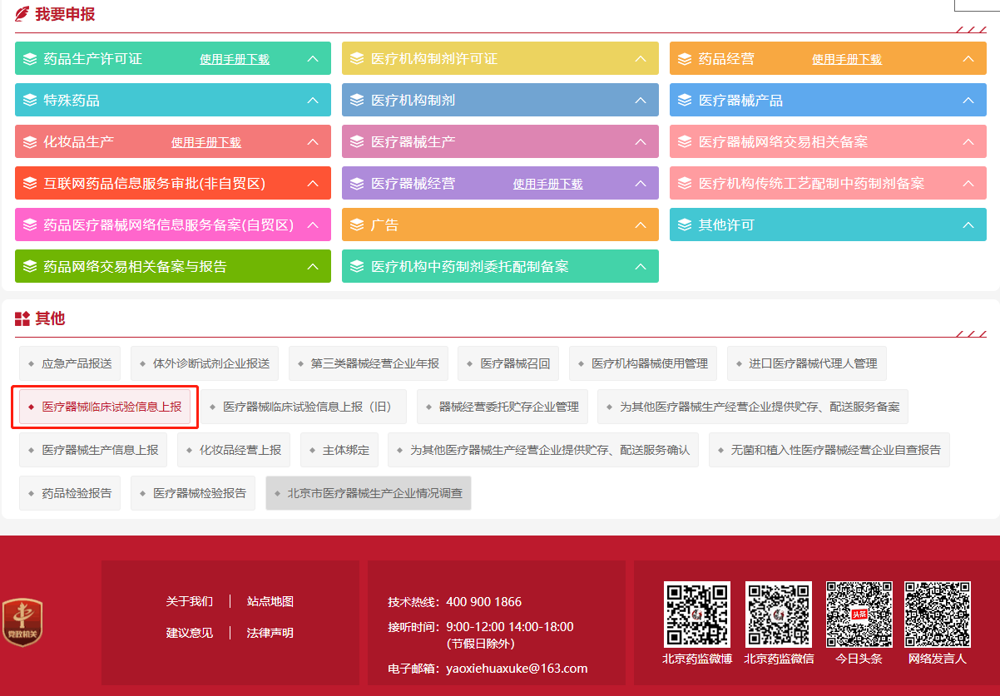 我要申报
药品生产许可证 使用手册下载
医疗机构制剂许可证
药品经营 使用手册下载
特殊药品
医疗机构制剂
医疗器械产品
化妆品生产 使用手册下载
医疗器械生产
医疗器械网络交易相关备案
互联网药品信息服务审批(非自贸区)
医疗器械经营 使用手册下载
医疗机构传统工艺配制中药制剂备案
药品医疗器械网络信息服务备案(自贸区)
广告
其他许可
药品网络交易相关备案与报告
医疗机构中药制剂委托配制备案
其他
应急产品报送
体外诊断试剂企业报送
第三类器械经营企业年报
医疗器械召回
医疗机构器械使用管理
进口医疗器械代理人管理
医疗器械临床试验信息上报
医疗器械临床试验信息上报（旧）
器械经营委托贮存企业管理
为其他医疗器械生产经营企业提供贮存、配送服务备案
医疗器械生产信息上报
化妆品经营上报
主体绑定
为其他医疗器械生产经营企业提供贮存、配送服务确认
无菌和植入性医疗器械经营企业自查报告
药品检验报告
医疗器械检验报告
北京市医疗器械生产企业情况调查
党政机关
关于我们 | 站点地图
建议意见 | 法律声明
技术热线：400 900 1866
接听时间：9:00-12:00 14:00-18:00
(节假日除外)
电子邮箱：yaoxiehuaxuke@163.com
头条
北京药监微博
北京药监微信
今日头条
网络发言人